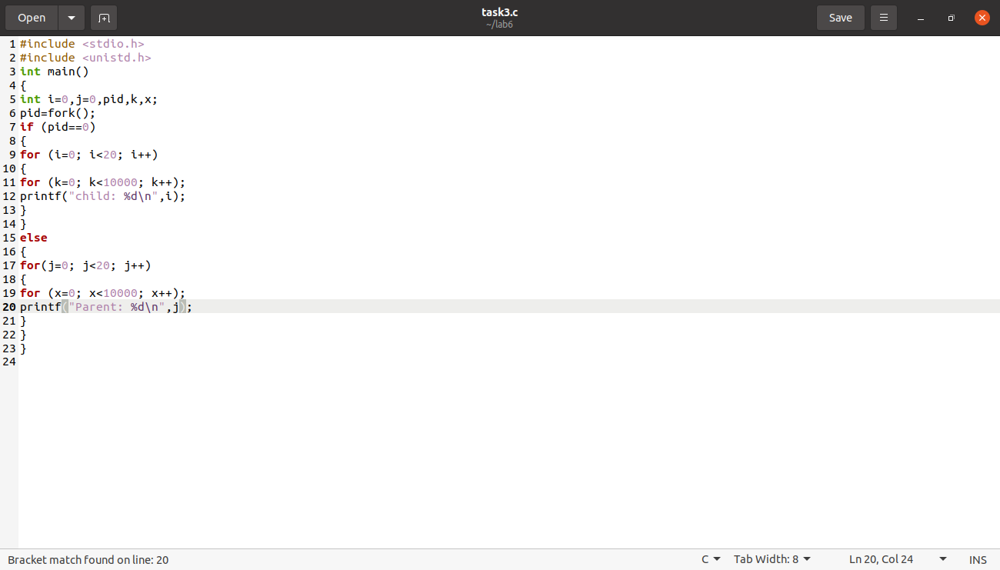 Open
task3.c
~/lab6
Save
1 #include <stdio.h>
2 #include <unistd.h>
3 int main()
4 {
5 int i=0,j=0,pid,k,x;
6 pid=fork();
7 if (pid==0)
8 {
9 for (i=0; i<20; i++)
10 {
11 for (k=0; k<10000; k++);
12 printf("child: %d\n",i);
13 }
14 }
15 else
16 {
17 for(j=0; j<20; j++)
18 {
19 for (x=0; x<10000; x++);
20 printf("Parent: %d\n",j);
21 }
22 }
23 }
24
Bracket match found on line: 20
C
Tab Width: 8
Ln 20, Col 24
INS